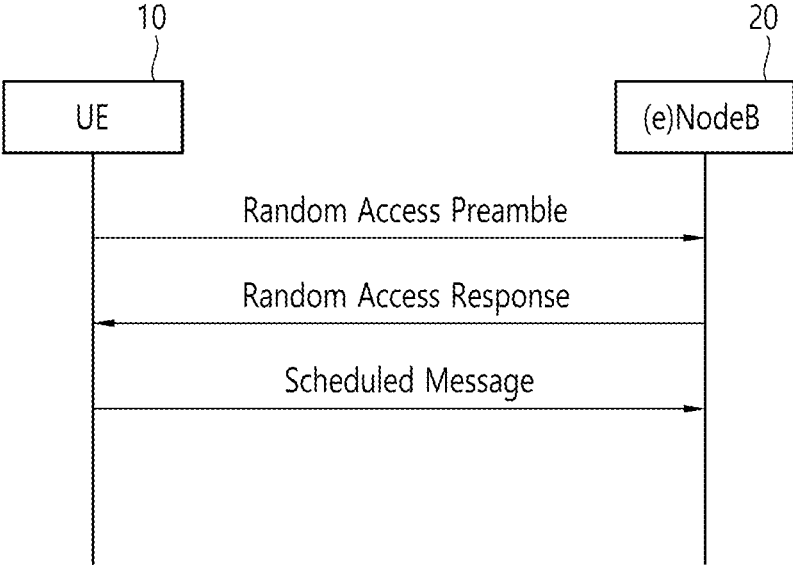 10
20
UE
(e)NodeB
Random Access Preamble
Random Access Response
Scheduled Message